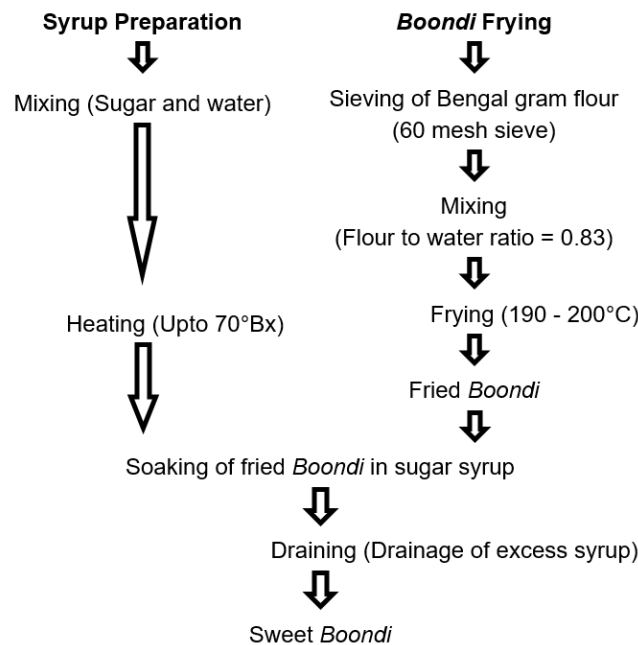 Syrup Preparation
Mixing (Sugar and water)
Heating (Upto 70°Bx)
Boondi Frying
Sieving of Bengal gram flour
(60 mesh sieve)
Mixing
(Flour to water ratio = 0.83)
Frying (190 - 200°C)
Fried Boondi
Soaking of fried Boondi in sugar syrup
Draining (Drainage of excess syrup)
Sweet Boondi